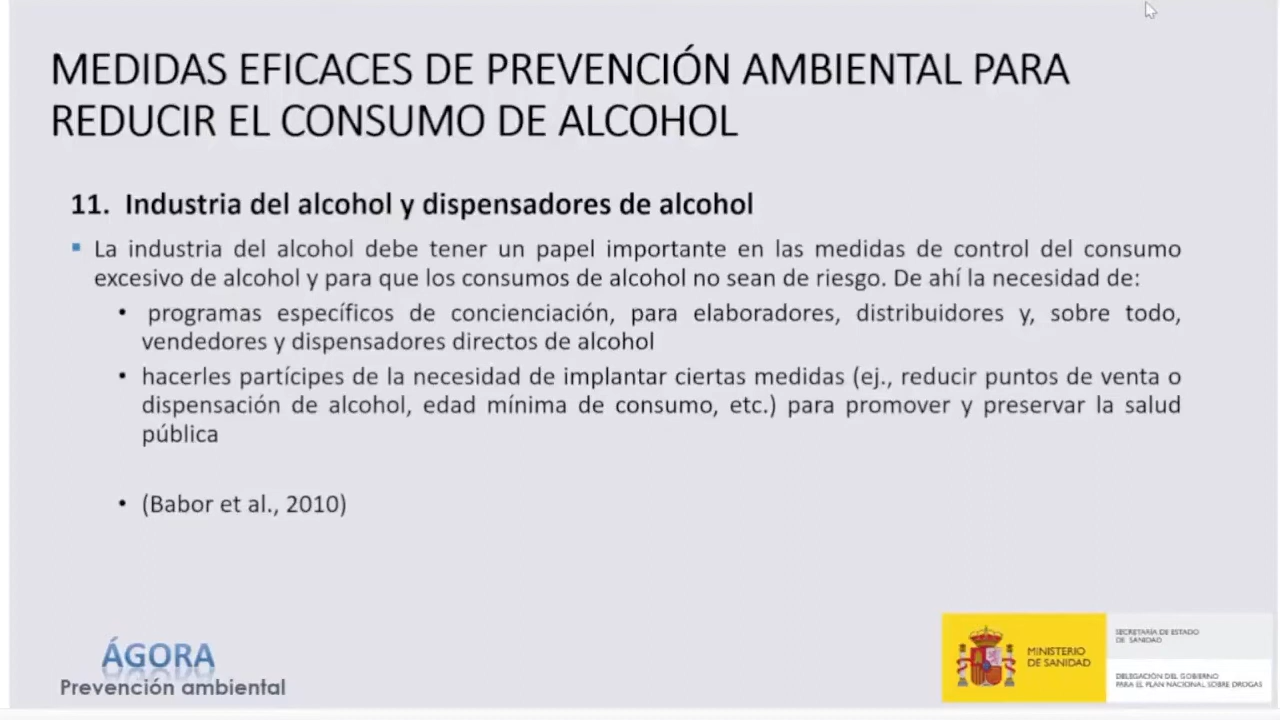 MEDIDAS EFICACES DE PREVENCIÓN AMBIENTAL PARA
REDUCIR EL CONSUMO DE ALCOHOL
11. Industria del alcohol y dispensadores de alcohol
▪ La industria del alcohol debe tener un papel importante en las medidas de control del consumo
excesivo de alcohol y para que los consumos de alcohol no sean de riesgo. De ahí la necesidad de:
• programas específicos de concienciación, para elaboradores, distribuidores y, sobre todo,
vendedores y dispensadores directos de alcohol
• hacerles partícipes de la necesidad de implantar ciertas medidas (ej., reducir puntos de venta o
dispensación de alcohol, edad mínima de consumo, etc.) para promover y preservar la salud
pública
• (Babor et al., 2010)
ÁGORA
Prevención ambiental
MINISTERIO
DE SANIDAD
SECRETARÍA DE ESTADO
DE SANIDAD
DELEGACIÓN DEL GOBIERNO
PARA EL PLAN NACIONAL SOBRE DROGAS